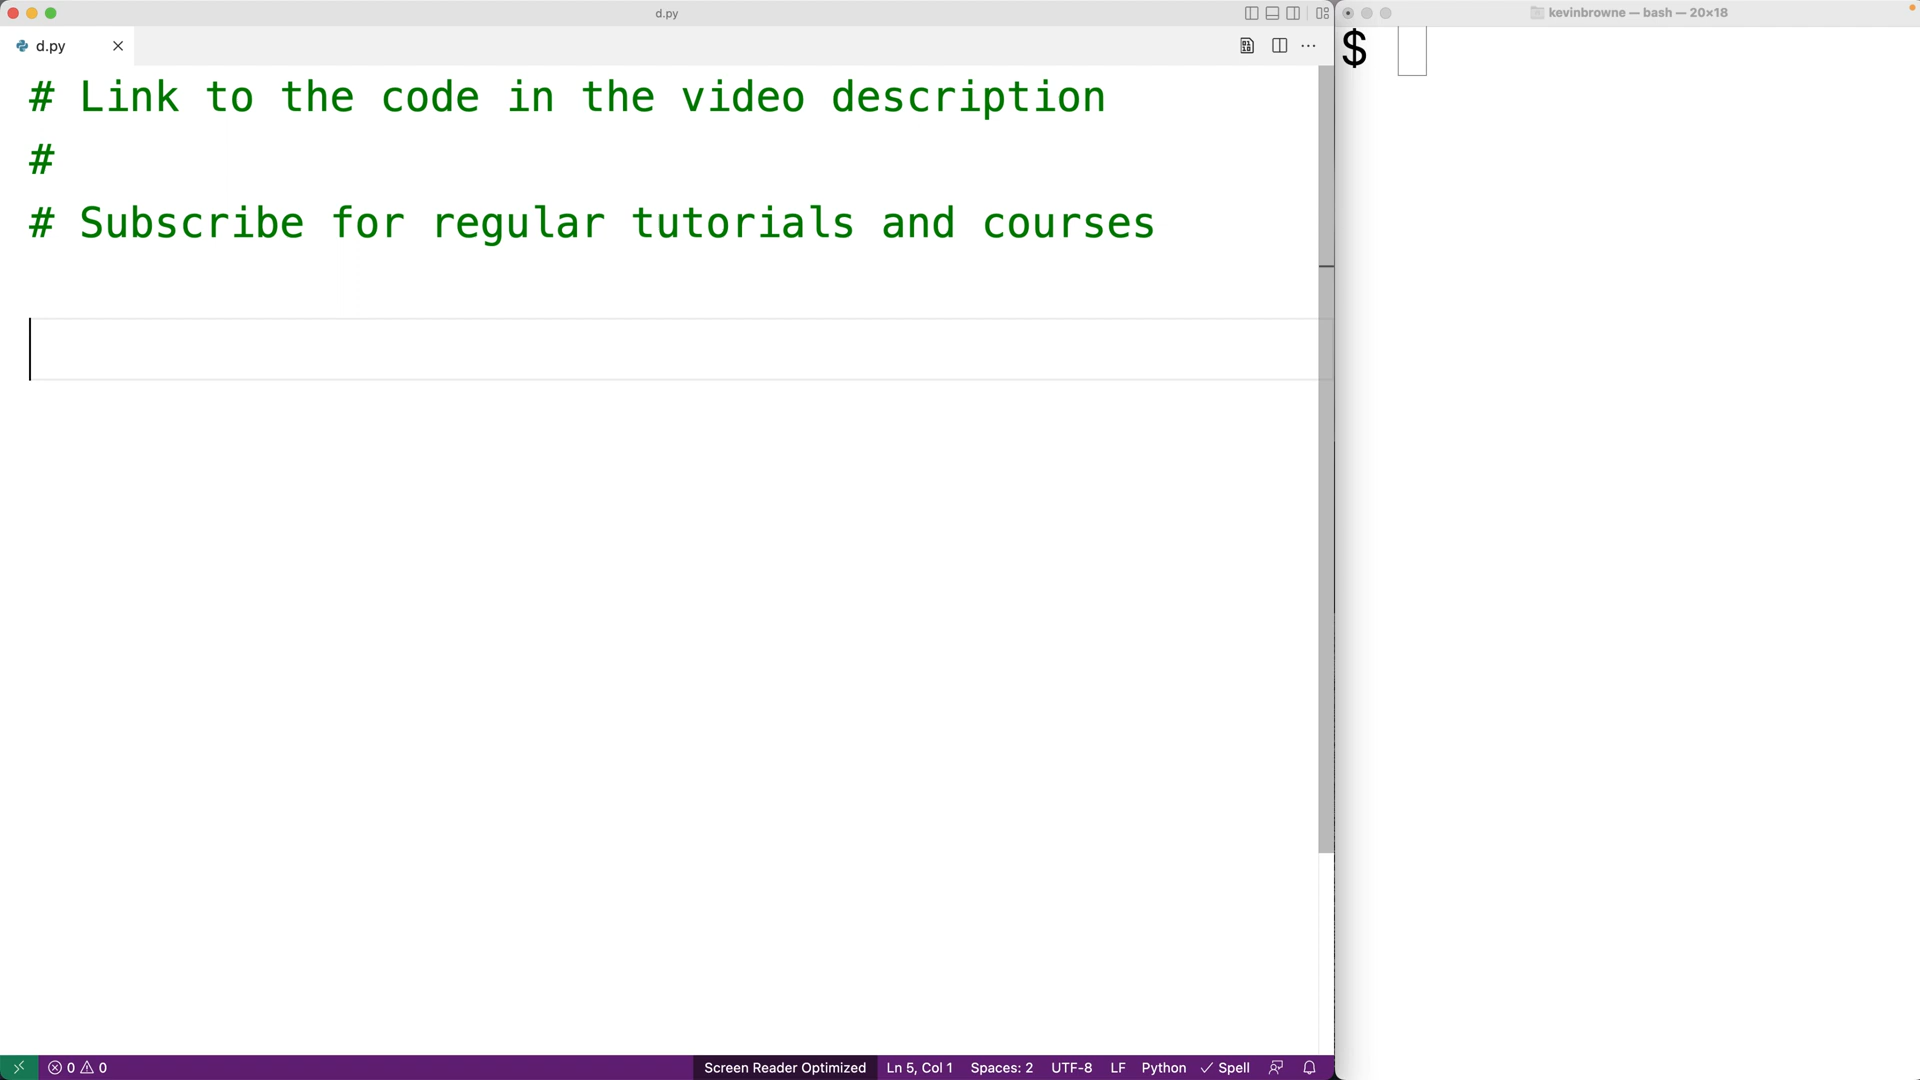 d.py
kevinbrowne — bash — 20×18
d.py
$
# Link to the code in the video description
#
# Subscribe for regular tutorials and courses
0 0
Screen Reader Optimized
Ln 5, Col 1
Spaces: 2
UTF-8
LF
Python
Spell